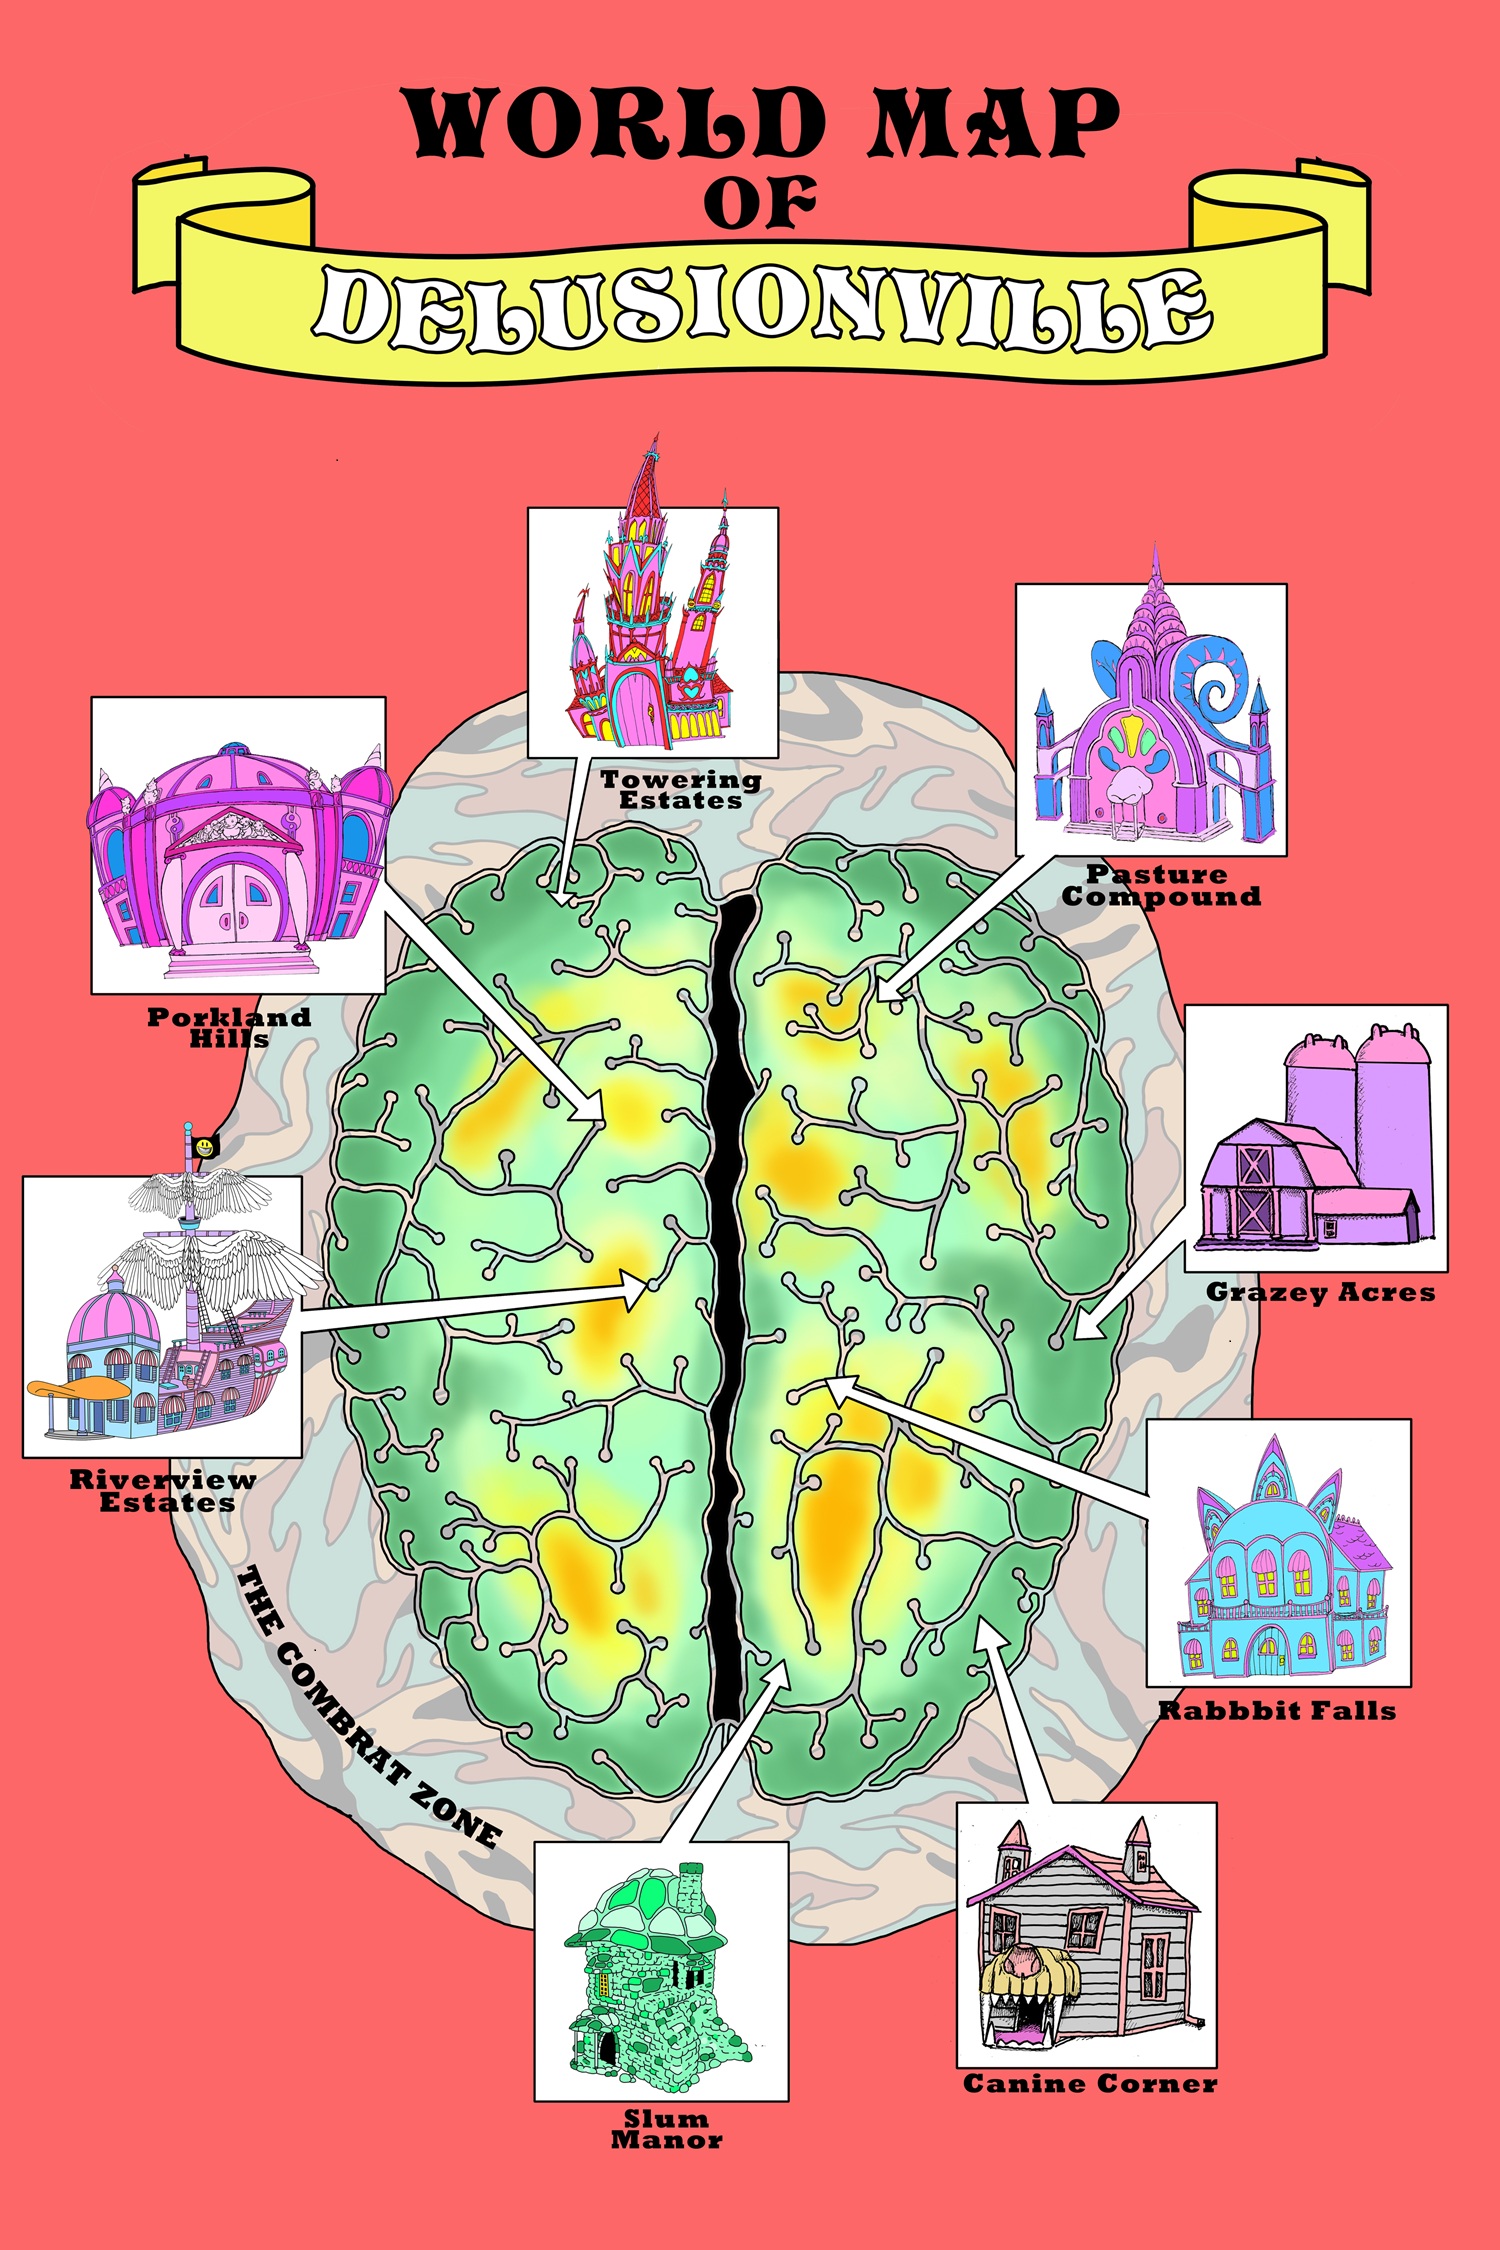 WORLD MAP
OF
DELUSIONVILLE
Towering
Estates
Pasture
Compound
Porkland
Hills
Grazey Acres
Riverview
Estates
Rabbbit Falls
THE COMBRAT ZONE
Canine Corner
Slum
Manor